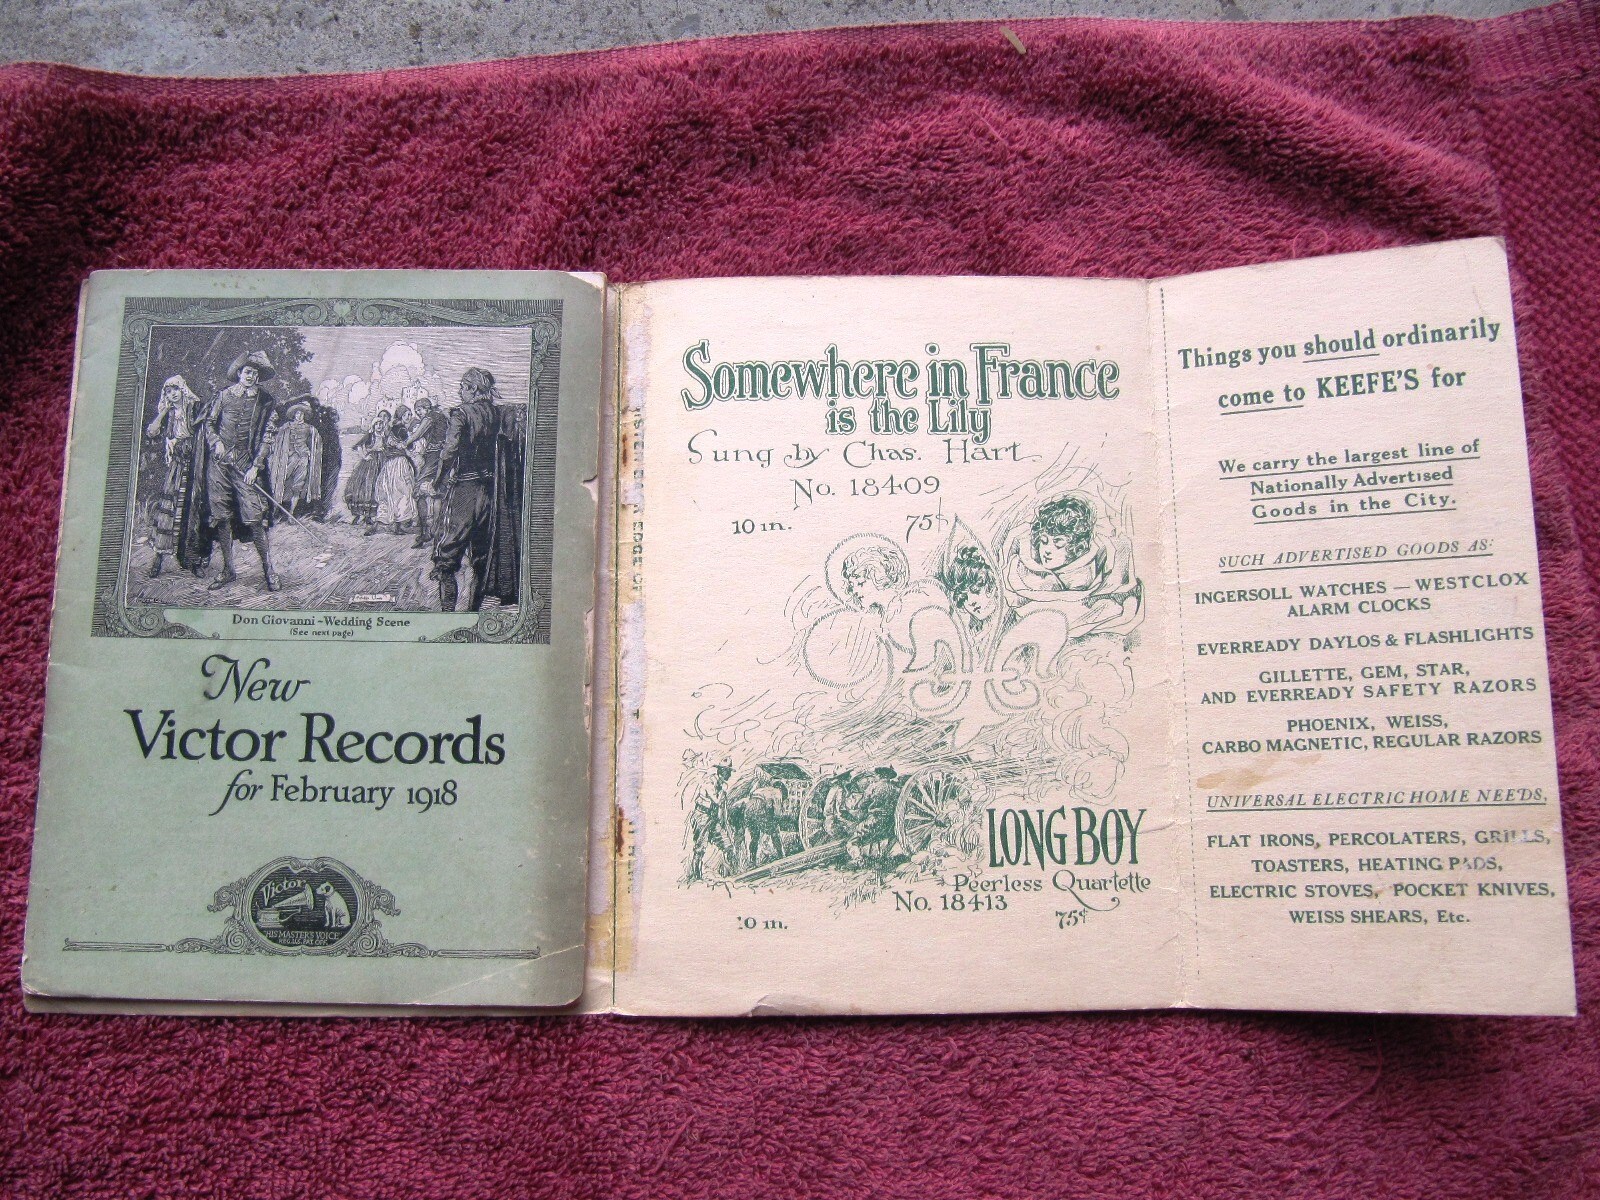 Don Giovanni - Wedding Scene
(See next page)
New
Victor Records
for February 1918
Victor
"HIS MASTER'S VOICE"
REG. U.S. PAT. OFF.
Somewhere in France
is the Lily
Sung by Chas. Hart
No. 18409
10 in. 75¢
LONG BOY
Peerless Quartette
No. 18413
10 in. 75¢
Things you should ordinarily
come to KEEFE'S for
We carry the largest line of
Nationally Advertised
Goods in the City.
SUCH ADVERTISED GOODS AS:
INGERSOLL WATCHES — WESTCLOX
ALARM CLOCKS
EVERREADY DAYLOS & FLASHLIGHTS
GILLETTE, GEM, STAR,
AND EVERREADY SAFETY RAZORS
PHOENIX, WEISS,
CARBO MAGNETIC, REGULAR RAZORS
UNIVERSAL ELECTRIC HOME NEEDS,
FLAT IRONS, PERCOLATERS, GRILLS,
TOASTERS, HEATING PADS,
ELECTRIC STOVES, POCKET KNIVES,
WEISS SHEARS, Etc.